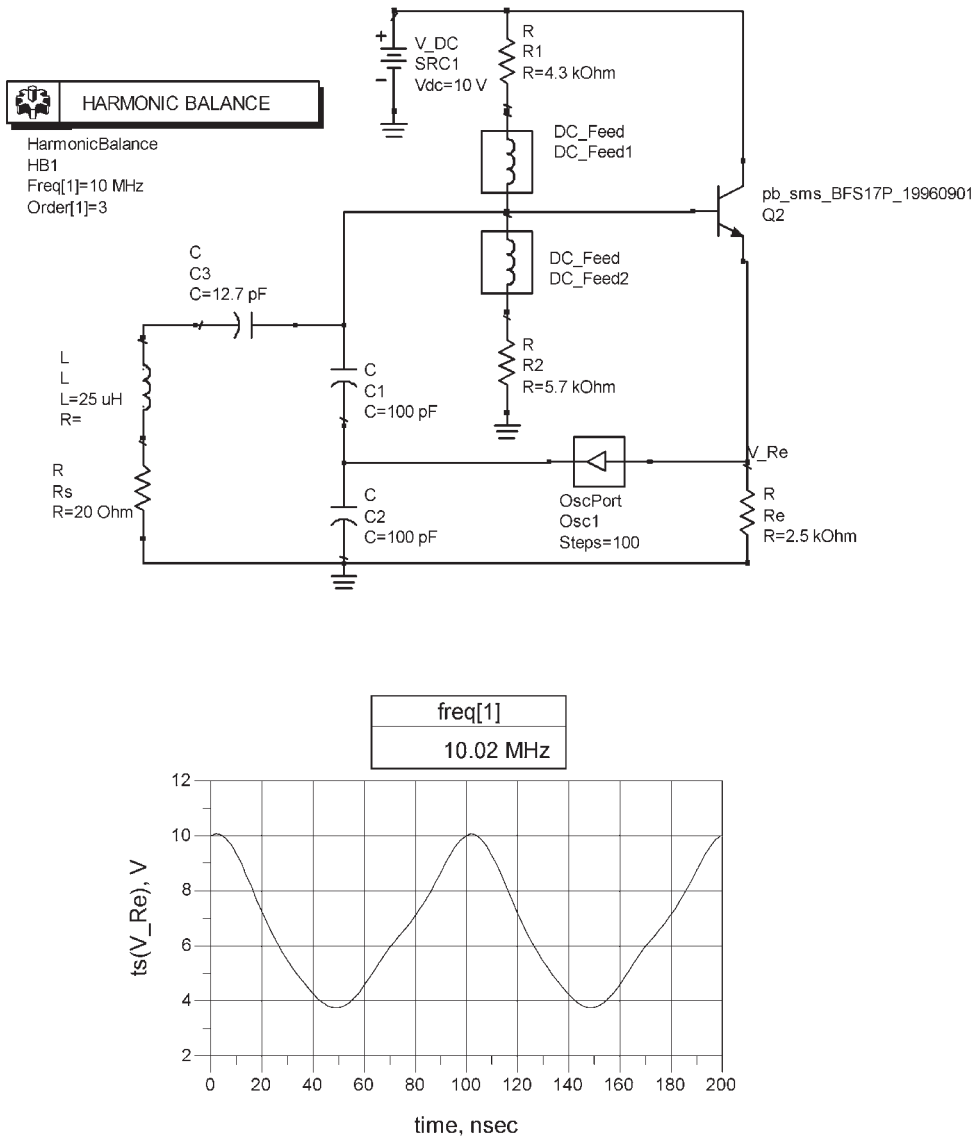 +
V_DC
SRC1
Vdc=10 V
-
R
R1
R=4.3 kOhm
HARMONIC BALANCE
HarmonicBalance
HB1
Freq[1]=10 MHz
Order[1]=3
DC_Feed
DC_Feed1
pb_sms_BFS17P_19960901
Q2
DC_Feed
DC_Feed2
C
C3
C=12.7 pF
R
R2
R=5.7 kOhm
L
L
L=25 uH
R=
C
C1
C=100 pF
V_Re
R
Rs
R=20 Ohm
C
C2
C=100 pF
OscPort
Osc1
Steps=100
R
Re
R=2.5 kOhm
freq[1]
10.02 MHz
12
10
8
6
4
2
ts(V_Re), V
0 20 40 60 80 100 120 140 160 180 200
time, nsec